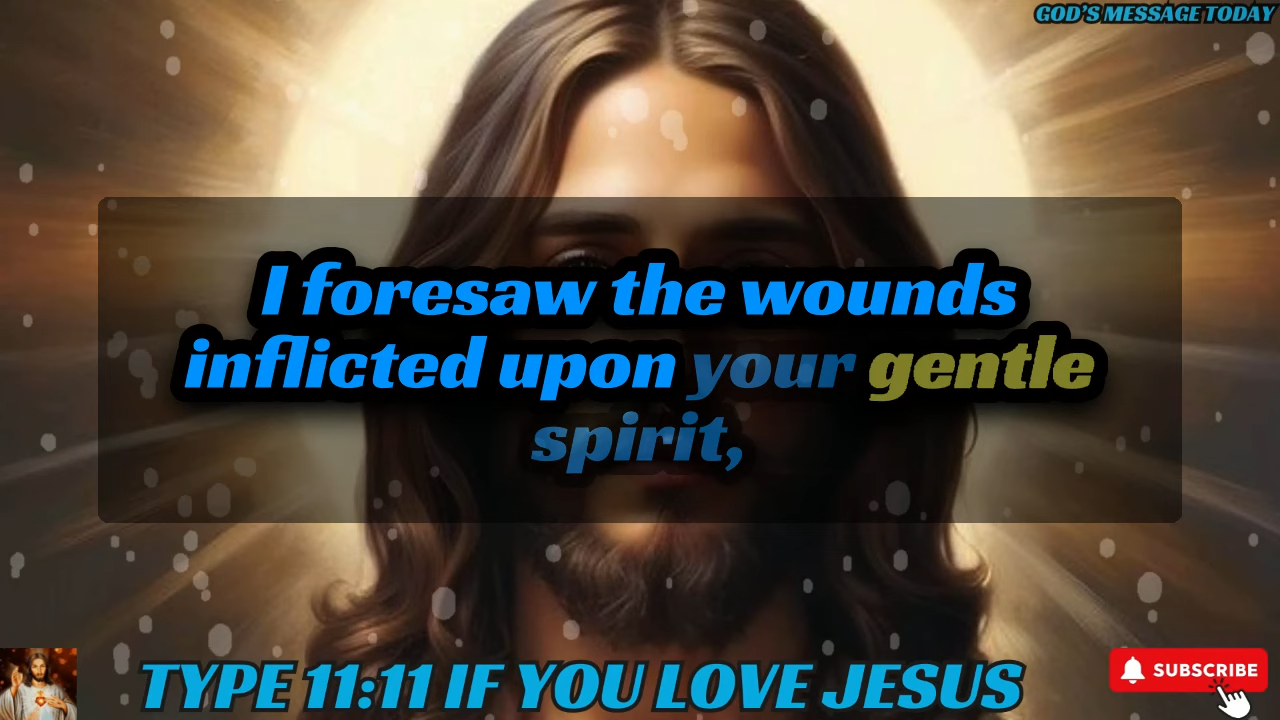 GOD'S MESSAGE TODAY
I foresaw the wounds
inflicted upon your gentle
spirit,
TYPE 11:11 IF YOU LOVE JESUS
SUBSCRIBE